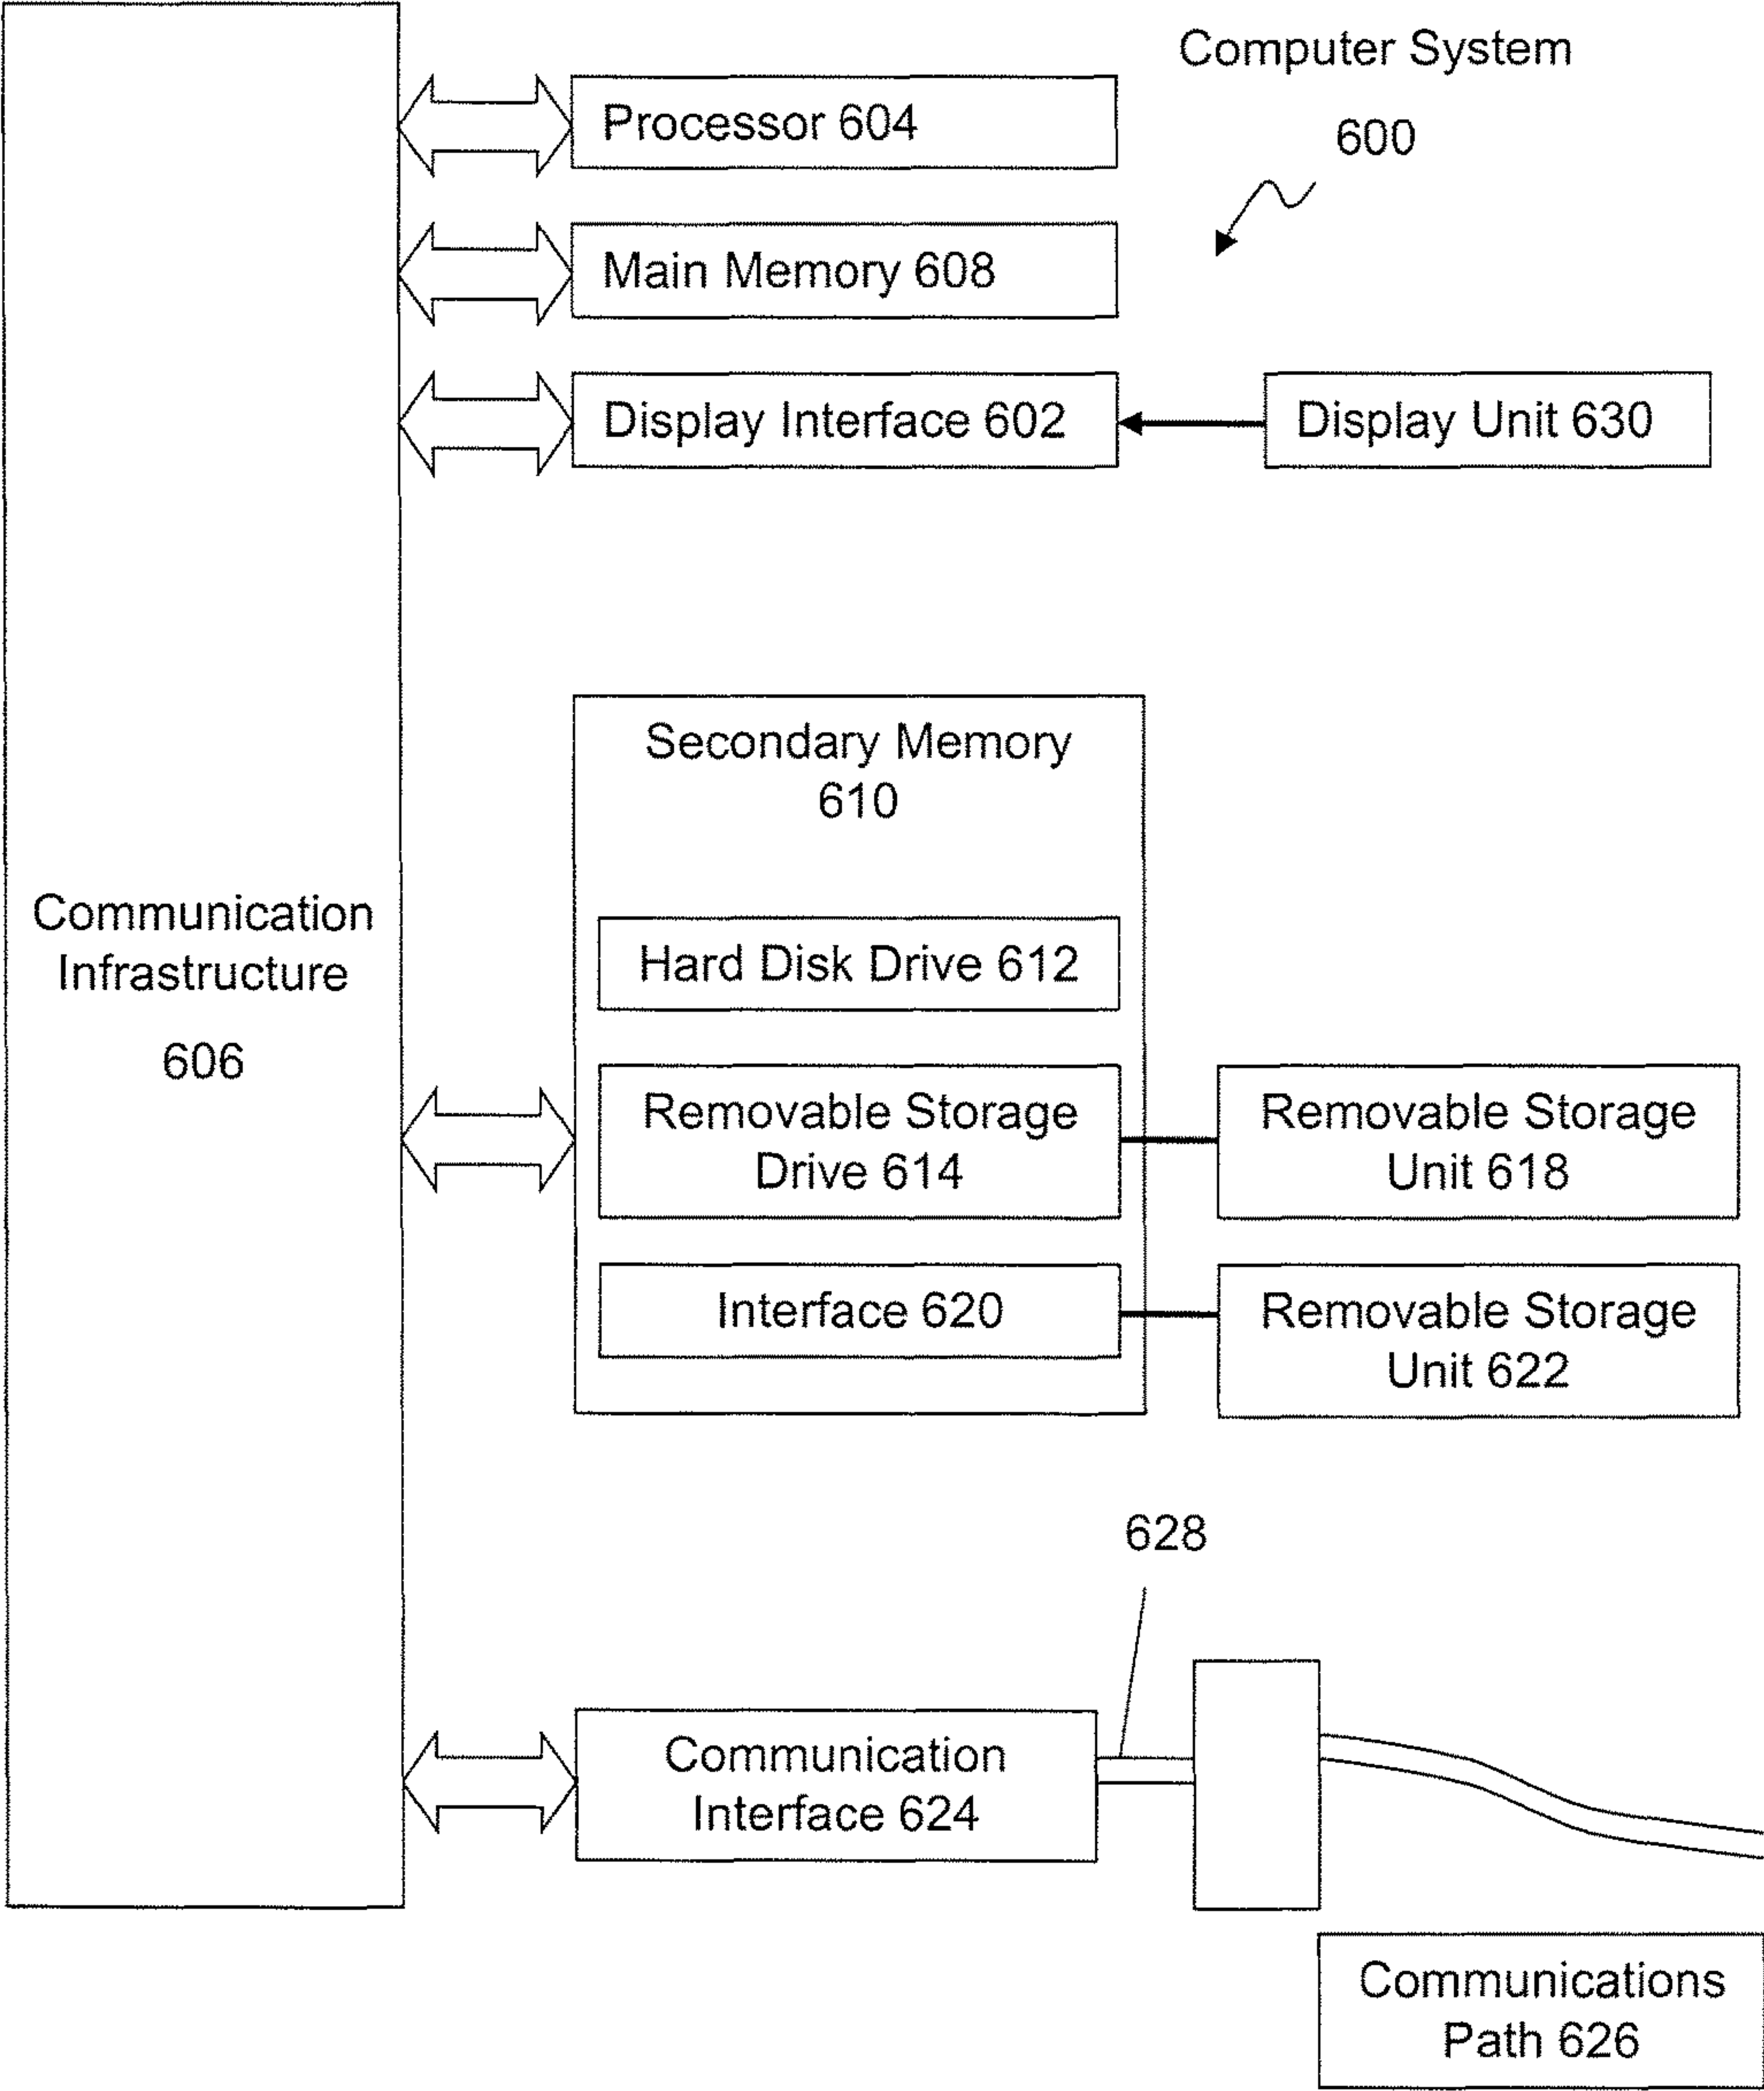 Computer System
600
Processor 604
Main Memory 608
Display Interface 602
Display Unit 630
Communication
Infrastructure
606
Secondary Memory
610
Hard Disk Drive 612
Removable Storage
Drive 614
Removable Storage
Unit 618
Interface 620
Removable Storage
Unit 622
628
Communication
Interface 624
Communications
Path 626